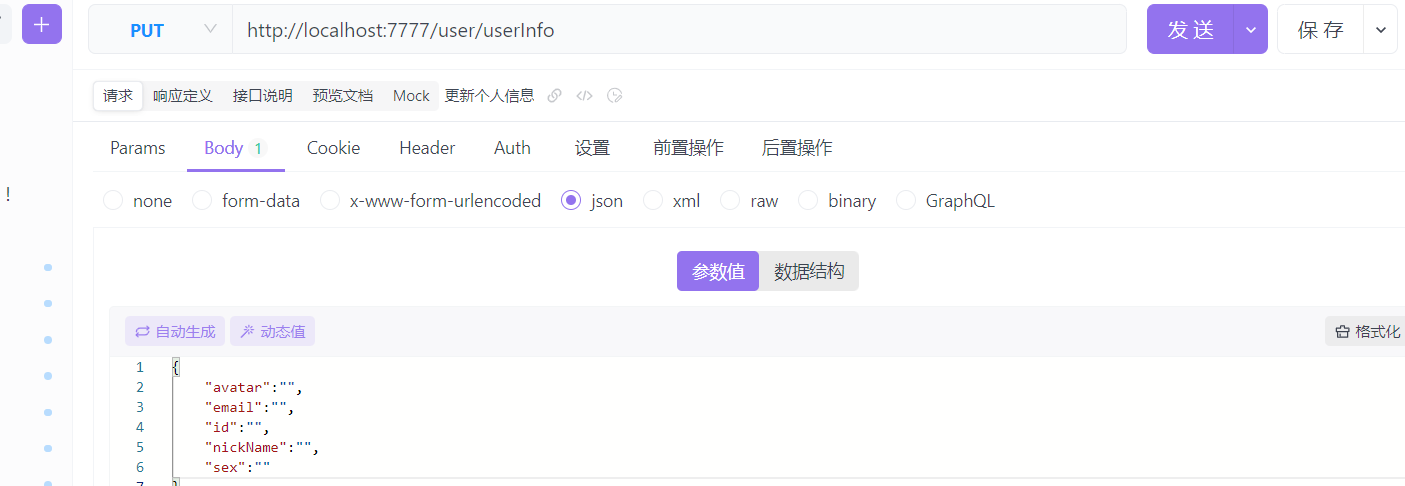 PUT http://localhost:7777/user/userInfo 发送 保存
请求 响应定义 接口说明 预览文档 Mock 更新个人信息
Params Body 1 Cookie Header Auth 设置 前置操作 后置操作
!
none form-data x-www-form-urlencoded json xml raw binary GraphQL
参数值 数据结构
自动生成 动态值 格式化
1 {
2 "avatar":"",
3 "email":"",
4 "id":"",
5 "nickName":"",
6 "sex":""
7 }